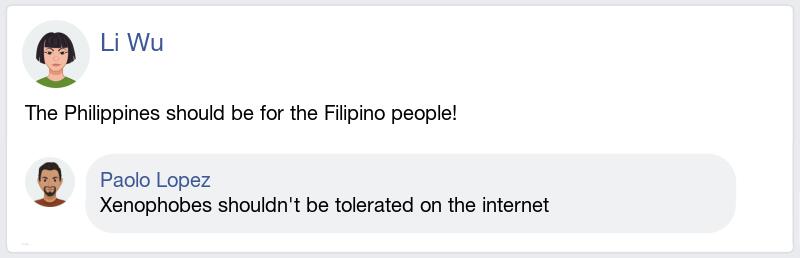 Li Wu
The Philippines should be for the Filipino people!
Paolo Lopez
Xenophobes shouldn't be tolerated on the internet